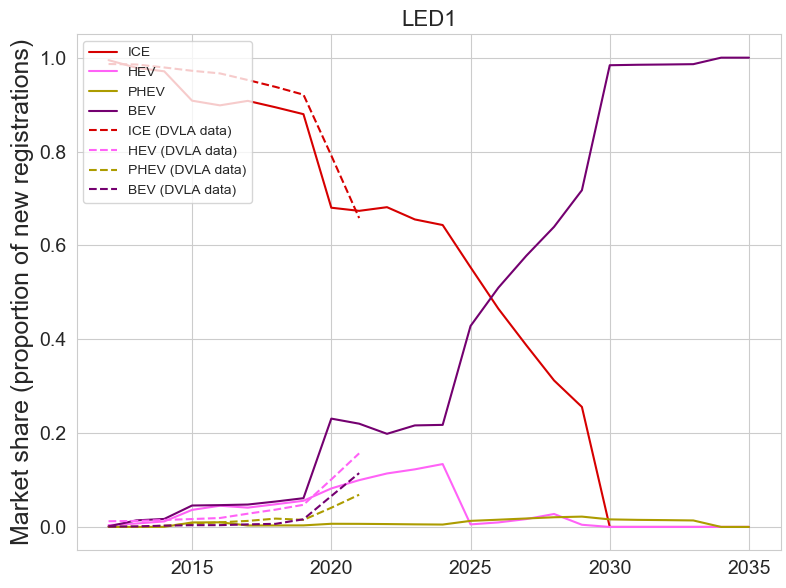 LED1
Market share (proportion of new registrations)
1.0
0.8
0.6
0.4
0.2
0.0
ICE
HEV
PHEV
BEV
ICE (DVLA data)
HEV (DVLA data)
PHEV (DVLA data)
BEV (DVLA data)
2015 2020 2025 2030 2035